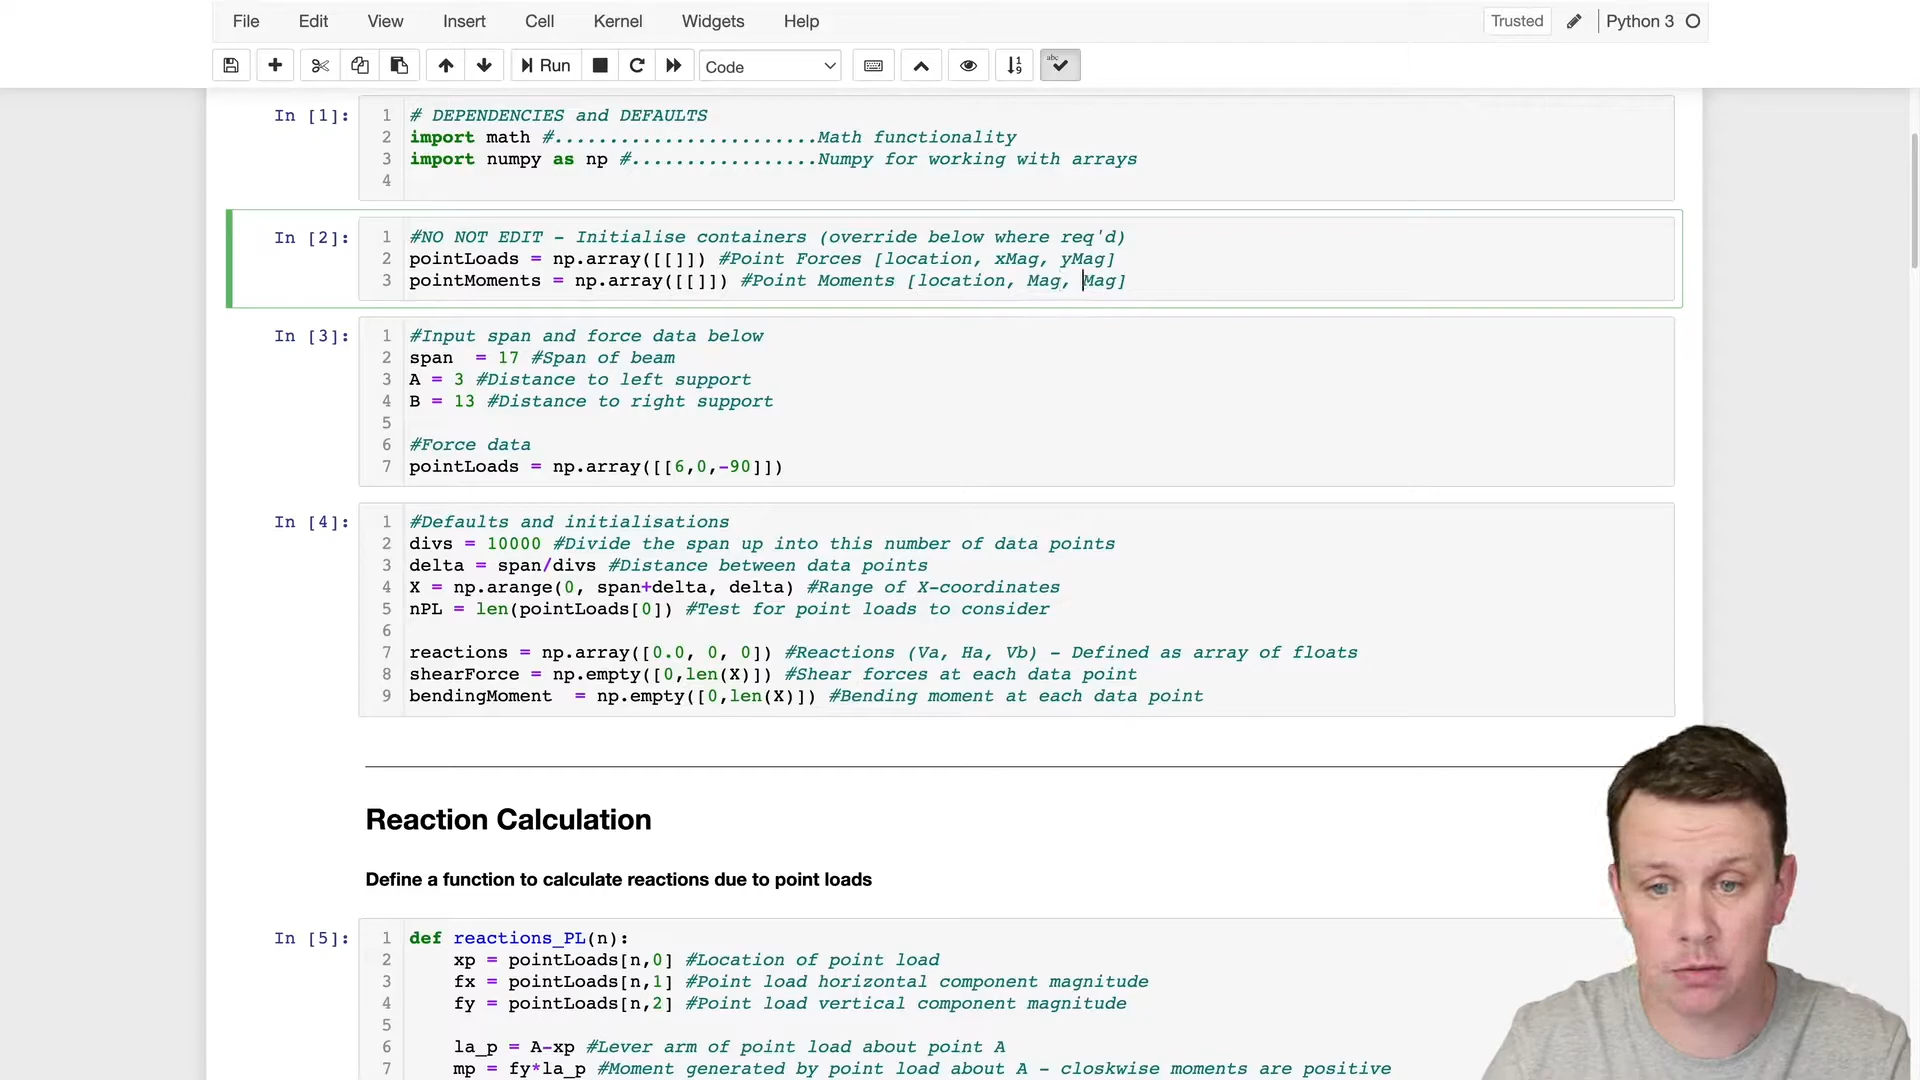 File Edit View Insert Cell Kernel Widgets Help Trusted Python 3
Run Code
In [1]:
1 # DEPENDENCIES and DEFAULTS
2 import math #........................Math functionality
3 import numpy as np #.................Numpy for working with arrays
4
In [2]:
1 #NO NOT EDIT - Initialise containers (override below where req'd)
2 pointLoads = np.array([[]]) #Point Forces [location, xMag, yMag]
3 pointMoments = np.array([[]]) #Point Moments [location, Mag, Mag]
In [3]:
1 #Input span and force data below
2 span  = 17 #Span of beam
3 A = 3 #Distance to left support
4 B = 13 #Distance to right support
5
6 #Force data
7 pointLoads = np.array([[6,0,-90]])
In [4]:
1 #Defaults and initialisations
2 divs = 10000 #Divide the span up into this number of data points
3 delta = span/divs #Distance between data points
4 X = np.arange(0, span+delta, delta) #Range of X-coordinates
5 nPL = len(pointLoads[0]) #Test for point loads to consider
6
7 reactions = np.array([0.0, 0, 0]) #Reactions (Va, Ha, Vb) - Defined as array of floats
8 shearForce = np.empty([0,len(X)]) #Shear forces at each data point
9 bendingMoment  = np.empty([0,len(X)]) #Bending moment at each data point
Reaction Calculation
Define a function to calculate reactions due to point loads
In [5]:
1 def reactions_PL(n):
2     xp = pointLoads[n,0] #Location of point load
3     fx = pointLoads[n,1] #Point load horizontal component magnitude
4     fy = pointLoads[n,2] #Point load vertical component magnitude
5
6     la_p = A-xp #Lever arm of point load about point A
7     mp = fy*la_p #Moment generated by point load about A - closkwise moments are positive